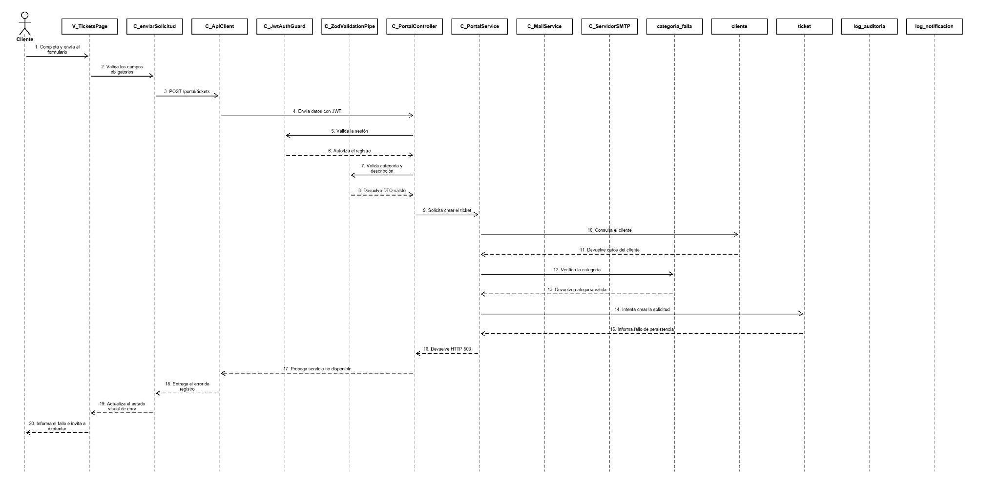 Cliente
V_TicketsPage
C_enviarSolicitud
C_ApiClient
C_JwtAuthGuard
C_ZodValidationPipe
C_PortalController
C_PortalService
C_MailService
C_ServidorSMTP
categoria_falla
cliente
ticket
log_auditoria
log_notificacion
1. Completa y envía el
formulario
2. Valida los campos
obligatorios
3. POST /portal/tickets
4. Envía datos con JWT
5. Valida la sesión
6. Autoriza el registro
7. Valida categoría y
descripción
8. Devuelve DTO válido
9. Solicita crear el ticket
10. Consulta el cliente
11. Devuelve datos del cliente
12. Verifica la categoría
13. Devuelve categoría válida
14. Intenta crear la solicitud
15. Informa fallo de persistencia
16. Devuelve HTTP 503
17. Propaga servicio no disponible
18. Entrega el error de
registro
19. Actualiza el estado
visual de error
20. Informa el fallo e invita a
reintentar